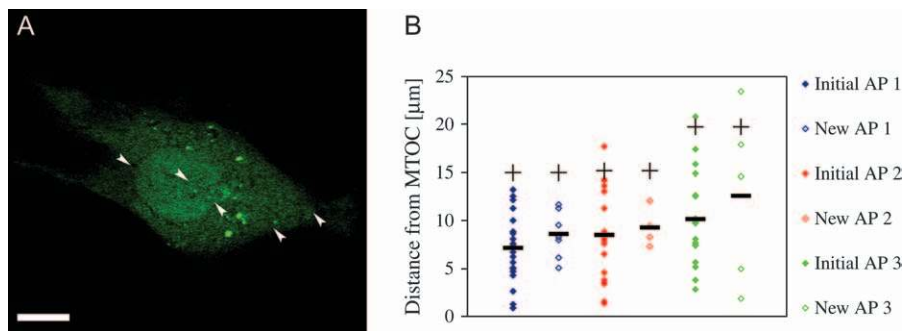 A
B
Distance from MTOC [µm]
25
20
15
10
5
0
Initial AP 1
New AP 1
Initial AP 2
New AP 2
Initial AP 3
New AP 3